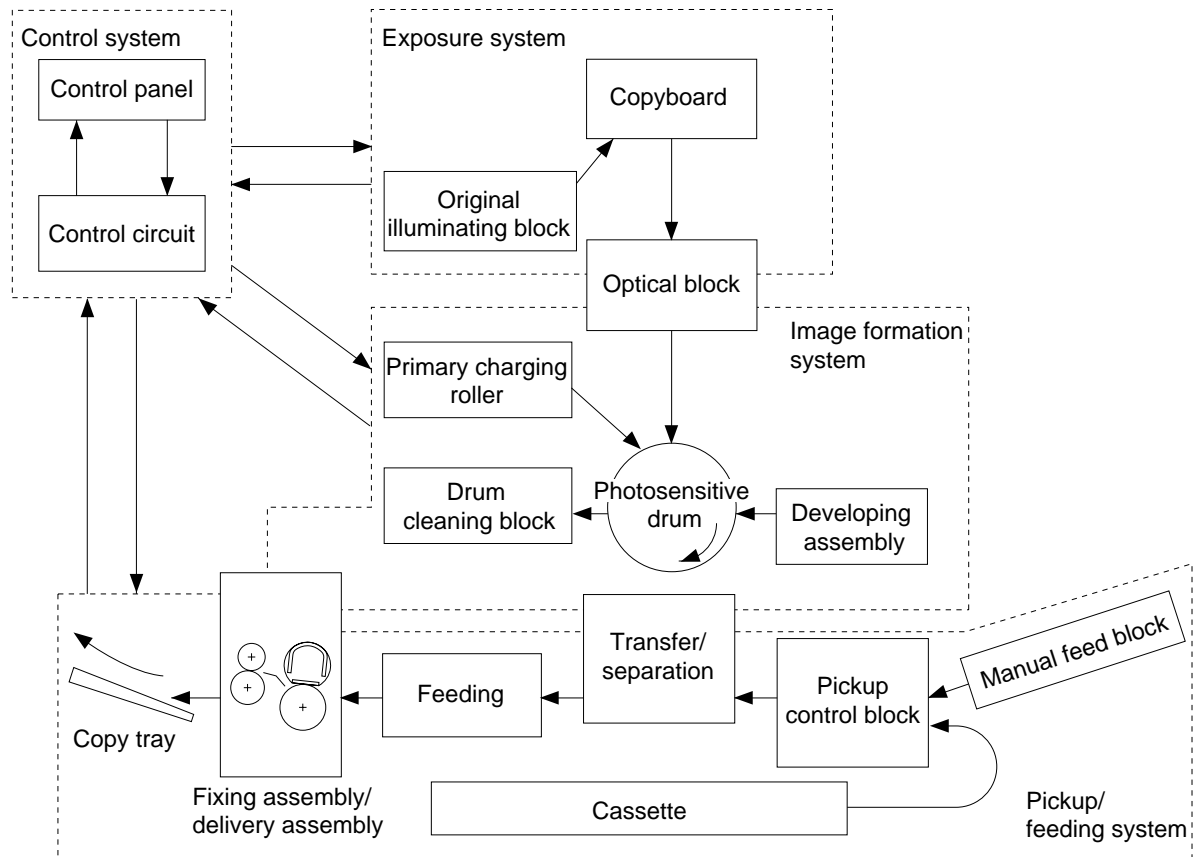 Control system
Control panel
Control circuit
Exposure system
Copyboard
Original
illuminating block
Optical block
Image formation
system
Primary charging
roller
Drum
cleaning block
Photosensitive
drum
Developing
assembly
Transfer/
separation
Manual feed block
Pickup
control block
Feeding
Copy tray
Fixing assembly/
delivery assembly
Cassette
Pickup/
feeding system